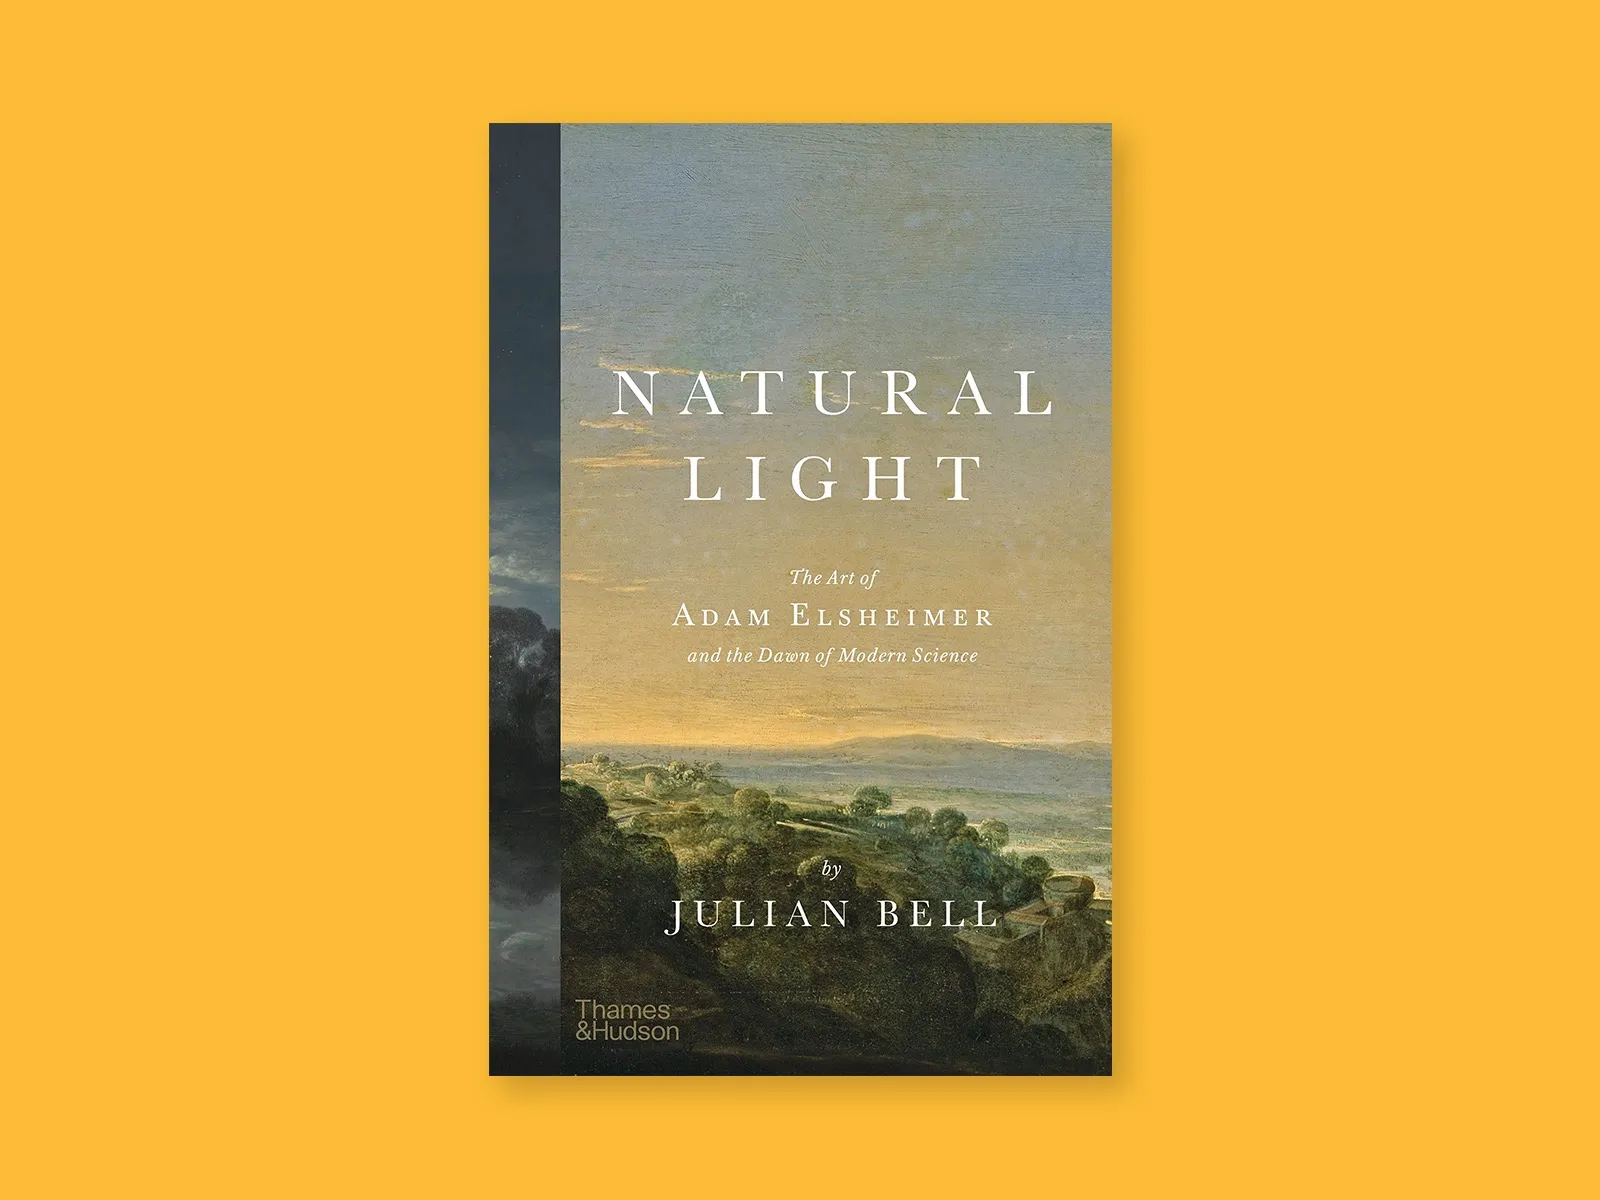 NATURAL
LIGHT
The Art of
ADAM ELSHEIMER
and the Dawn of Modern Science
by
JULIAN BELL
Thames
&Hudson